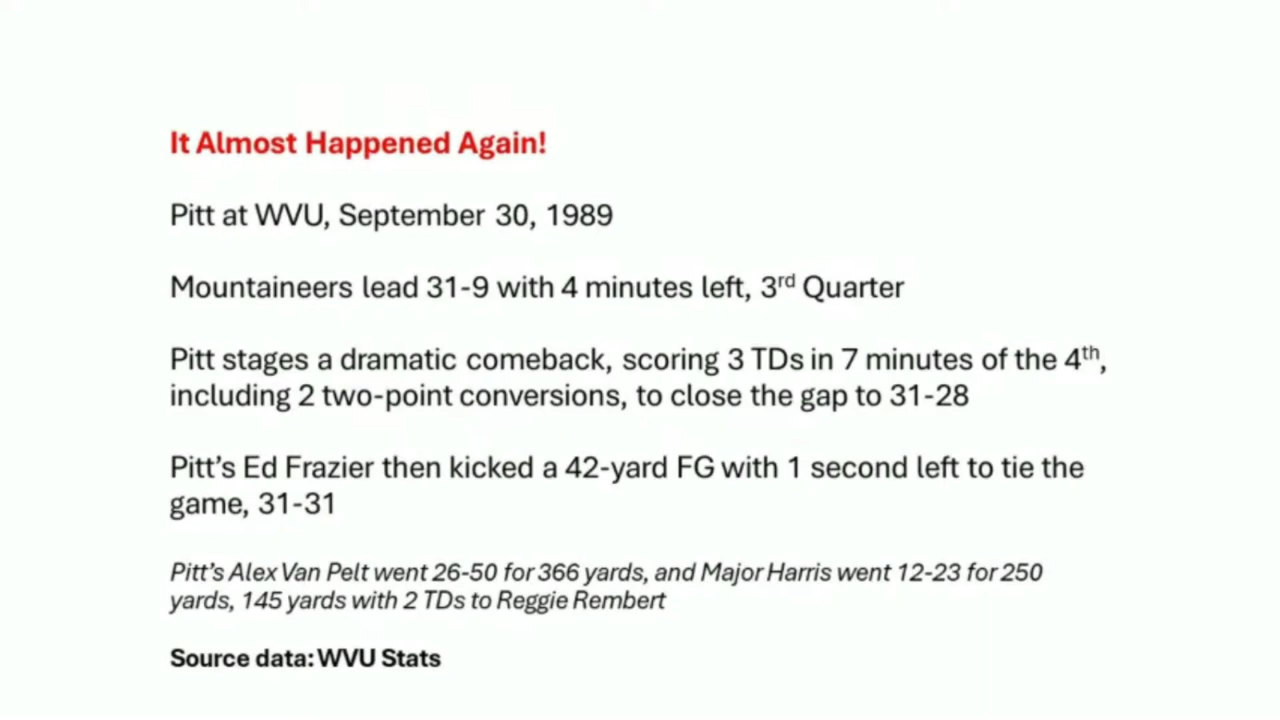 It Almost Happened Again!
Pitt at WVU, September 30, 1989
Mountaineers lead 31-9 with 4 minutes left, 3rd Quarter
Pitt stages a dramatic comeback, scoring 3 TDs in 7 minutes of the 4th,
including 2 two-point conversions, to close the gap to 31-28
Pitt's Ed Frazier then kicked a 42-yard FG with 1 second left to tie the
game, 31-31
Pitt's Alex Van Pelt went 26-50 for 366 yards, and Major Harris went 12-23 for 250
yards, 145 yards with 2 TDs to Reggie Rembert
Source data: WVU Stats